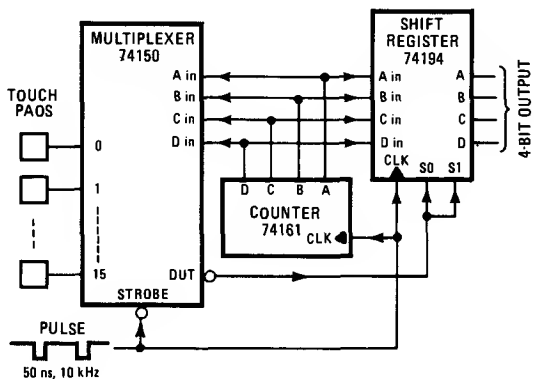 MULTIPLEXER
74150
SHIFT
REGISTER
74194
TOUCH
PAOS
0
1
15
A in
B in
C in
D in
DUT
STROBE
A in
B in
C in
D in
CLK
S0 S1
A
B
C
D
4-BIT OUTPUT
D C B A
COUNTER
74161
CLK
PULSE
50 ns, 10 kHz